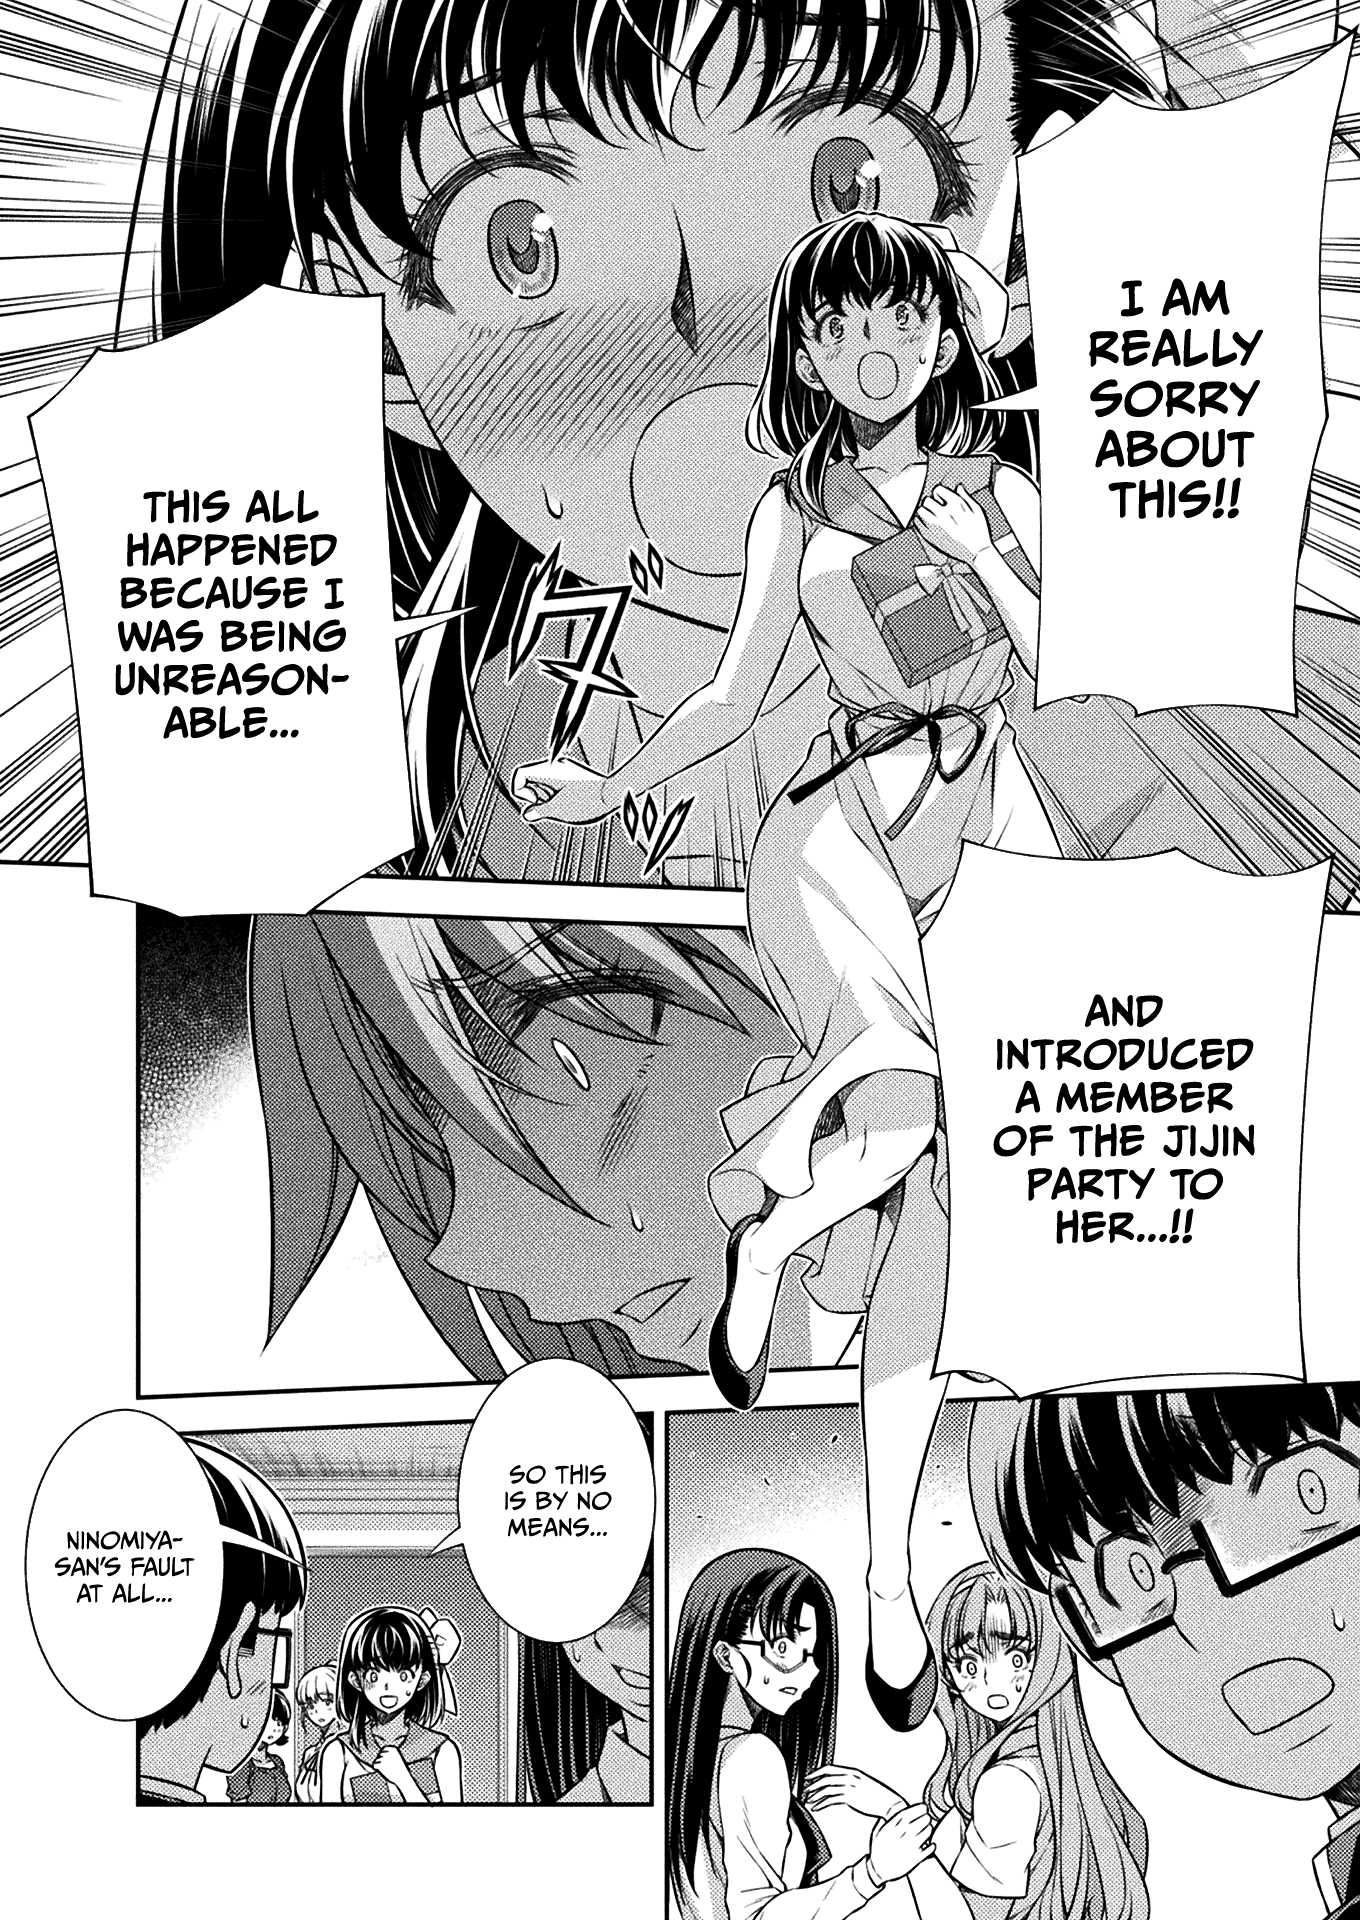 I AM
REALLY
SORRY
ABOUT
THIS!!
THIS ALL
HAPPENED
BECAUSE I
WAS BEING
UNREASON-
ABLE...
AND
INTRODUCED
A MEMBER
OF THE JIJIN
PARTY TO
HER...!!
SO THIS
IS BY NO
MEANS...
NINOMIYA-
SAN'S FAULT
AT ALL...